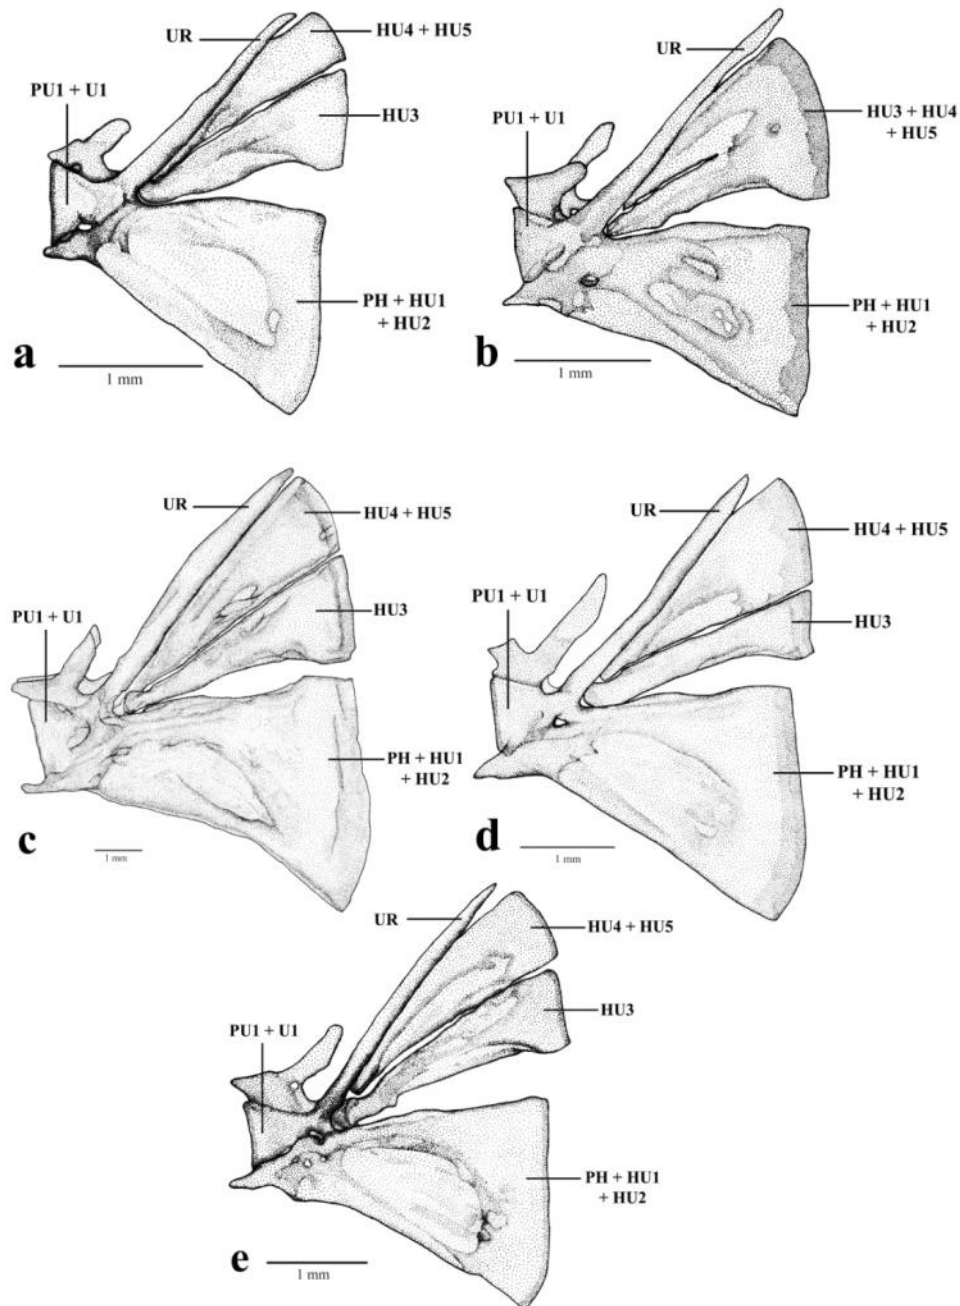 UR
HU4 + HU5
PU1 + U1
HU3
PH + HU1
+ HU2
a
1 mm
UR
PU1 + U1
HU3 + HU4
+ HU5
PH + HU1
+ HU2
b
1 mm
UR
HU4 + HU5
PU1 + U1
HU3
PH + HU1
+ HU2
c
1 mm
UR
HU4 + HU5
PU1 + U1
HU3
PH + HU1
+ HU2
d
1 mm
UR
HU4 + HU5
HU3
PU1 + U1
PH + HU1
+ HU2
e
1 mm